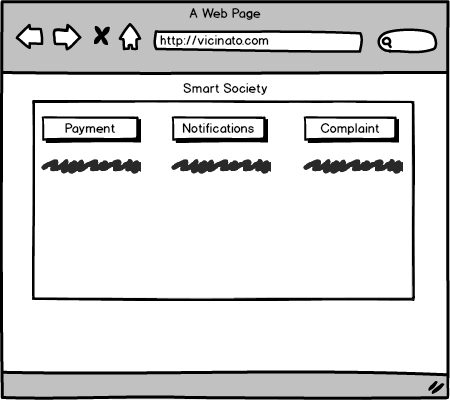 A Web Page
http://vicinato.com
Smart Society
Payment Notifications Complaint